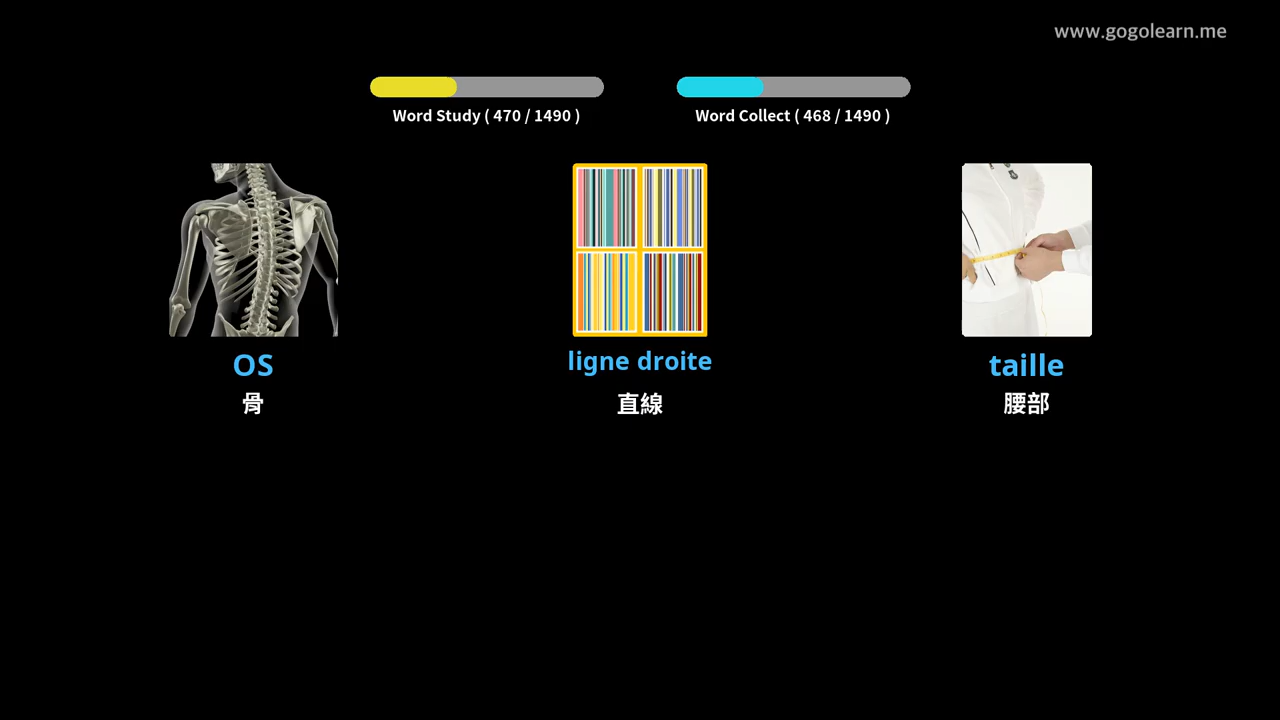 www.gogolearn.me
Word Study ( 470 / 1490 )
Word Collect ( 468 / 1490 )
os
骨
ligne droite
直線
taille
腰部